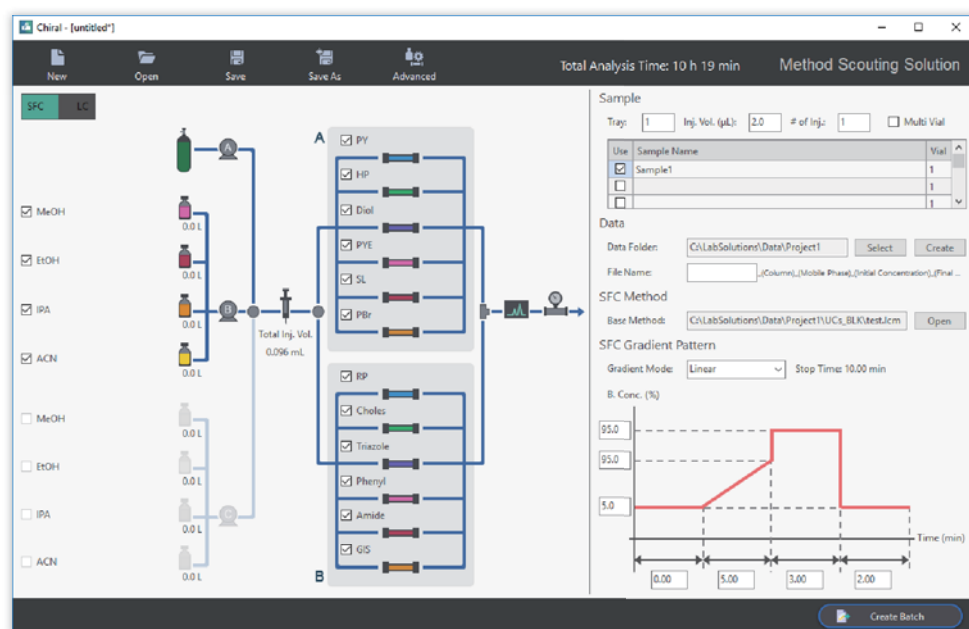 Chiral - [untitled*]
New Open Save Save As Advanced
Total Analysis Time: 10 h 19 min
Method Scouting Solution
SFC LC
A
MeOH
0.0 L
EtOH
0.0 L
B
IPA
0.0 L
ACN
0.0 L
MeOH
0.0 L
EtOH
0.0 L
C
IPA
0.0 L
ACN
0.0 L
Total Inj. Vol.
0.096 mL
A
PY
HP
Diol
PYE
SL
PBr
RP
Choles
Triazole
Phenyl
Amide
GIS
B
Sample
Tray: 1 Inj. Vol. (µL): 2.0 # of Inj.: 1 Multi Vial
Use Sample Name Vial
Sample1 1
1
1
Data
Data Folder: C:\LabSolutions\Data\Project1 Select Create
File Name: _(Column)_(Mobile Phase)_(Initial Concentration)_(Final ...
SFC Method
Base Method: C:\LabSolutions\Data\Project1\UCs_BLK\test.lcm Open
SFC Gradient Pattern
Gradient Mode: Linear Stop Time: 10.00 min
B. Conc. (%)
95.0
95.0
5.0
Time (min)
0.00 5.00 3.00 2.00
Create Batch